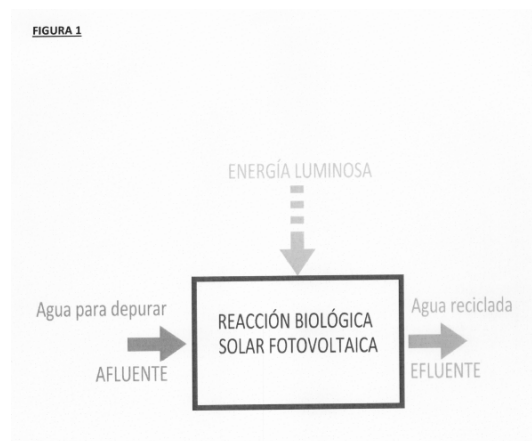 FIGURA 1
ENERGÍA LUMINOSA
Agua para depurar
AFLUENTE
REACCIÓN BIOLÓGICA
SOLAR FOTOVOLTAICA
Agua reciclada
EFLUENTE